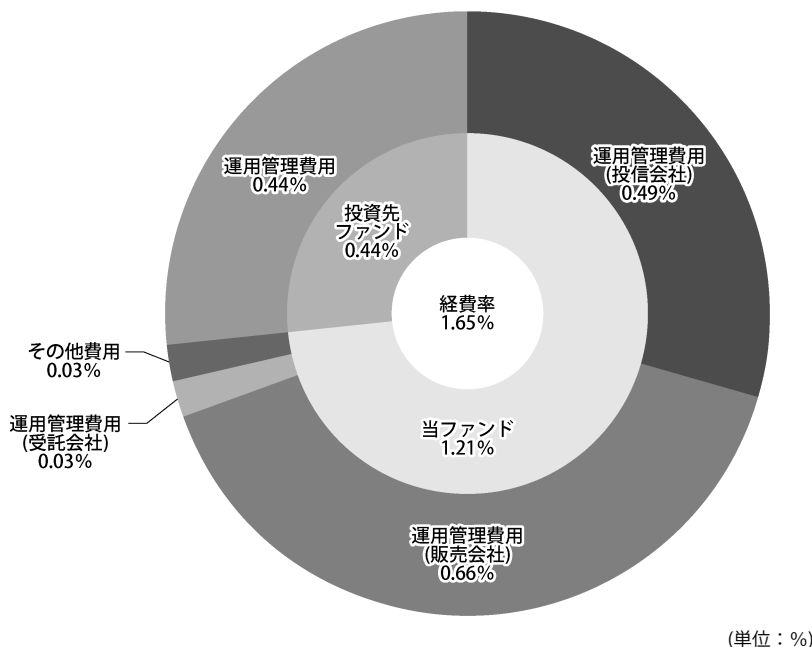 運用管理費用
(投信会社)
0.49%
運用管理費用
0.44%
投資先
ファンド
0.44%
経費率
1.65%
その他費用
0.03%
運用管理費用
(受託会社)
0.03%
当ファンド
1.21%
運用管理費用
(販売会社)
0.66%
(単位：%)